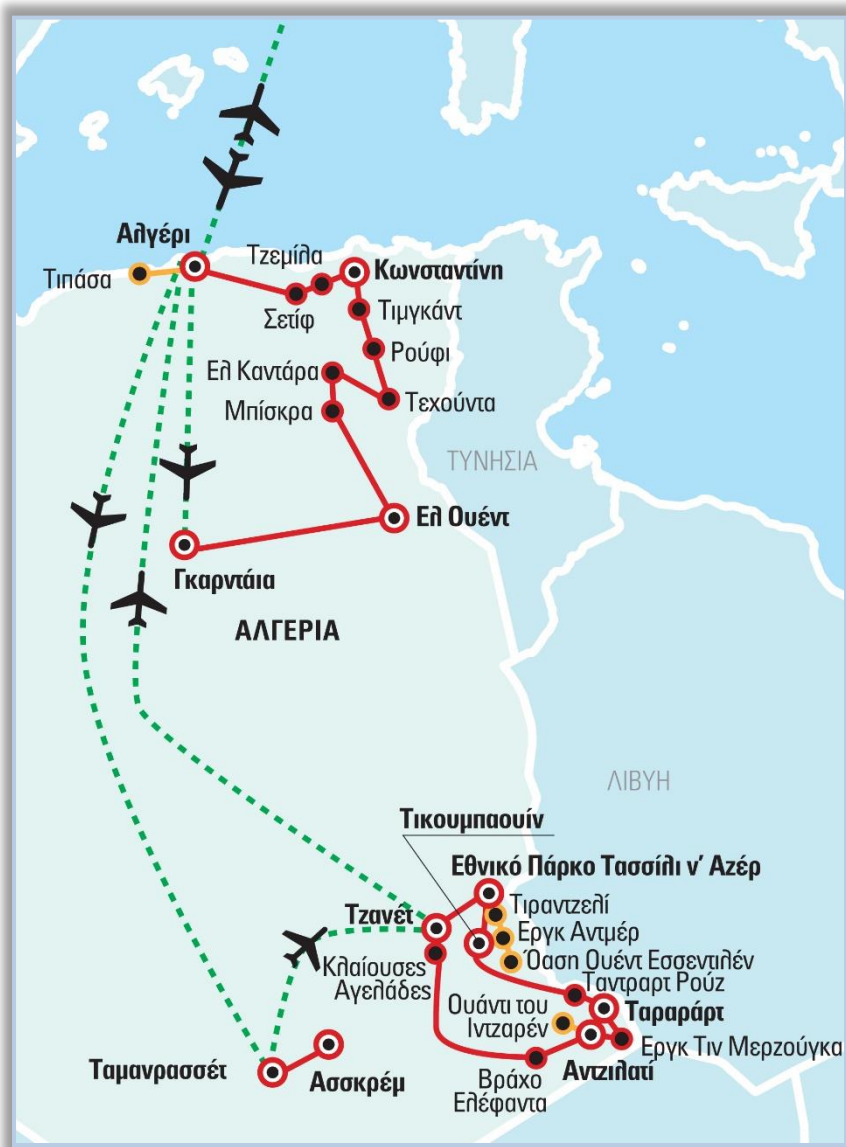 Αλγέρι
Τιπάσα
Τζεμίλα
Κωνσταντίνη
Σετίφ
Τιμγκάντ
Ρούφι
Ελ Καντάρα
Τεχούντα
Μπίσκρα
ΤΥΝΗΣΙΑ
Ελ Ουέντ
Γκαρντάια
ΑΛΓΕΡΙΑ
ΛΙΒΥΗ
Τικουμπαουίν
Εθνικό Πάρκο Τασσίλι ν' Αζέρ
Τιραντζελί
Τζανέτ
Εργκ Αντμέρ
Όαση Ουέντ Εσσεντιλέν
Κλαίουσες
Αγελάδες
Ταντραρτ Ρούζ
Ουάντι του
Ιντζαρέν
Ταραράρτ
Εργκ Τιν Μερζούγκα
Αντζιλατί
Βράχο
Ελέφαντα
Ταμανρασσέτ
Ασσκρέμ